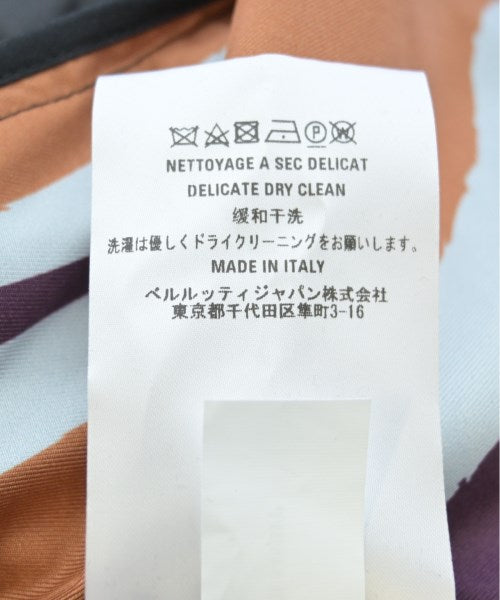 P W
NETTOYAGE A SEC DELICAT
DELICATE DRY CLEAN
缓和干洗
洗濯は優しくドライクリーニングをお願いします。
MADE IN ITALY
ベルルッティジャパン株式会社
東京都千代田区隼町3-16